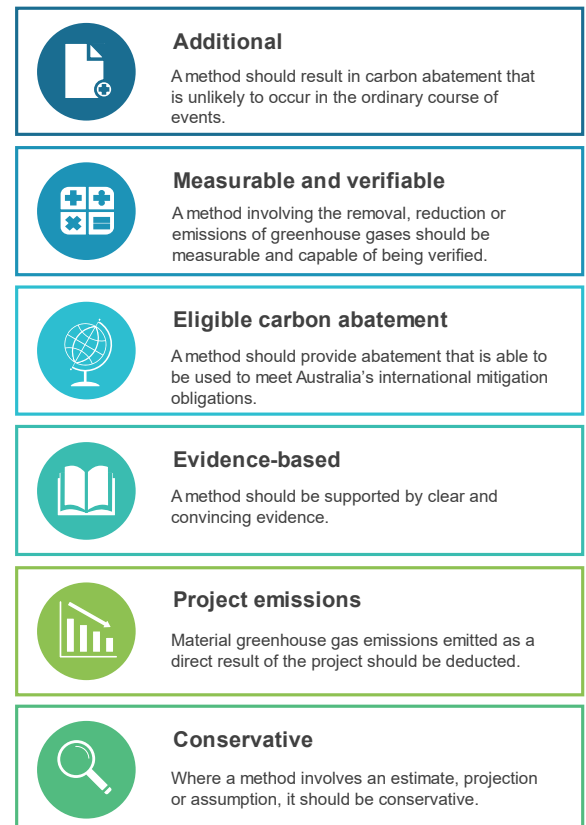 Additional
A method should result in carbon abatement that
is unlikely to occur in the ordinary course of
events.
Measurable and verifiable
A method involving the removal, reduction or
emissions of greenhouse gases should be
measurable and capable of being verified.
Eligible carbon abatement
A method should provide abatement that is able to
be used to meet Australia’s international mitigation
obligations.
Evidence-based
A method should be supported by clear and
convincing evidence.
Project emissions
Material greenhouse gas emissions emitted as a
direct result of the project should be deducted.
Conservative
Where a method involves an estimate, projection
or assumption, it should be conservative.